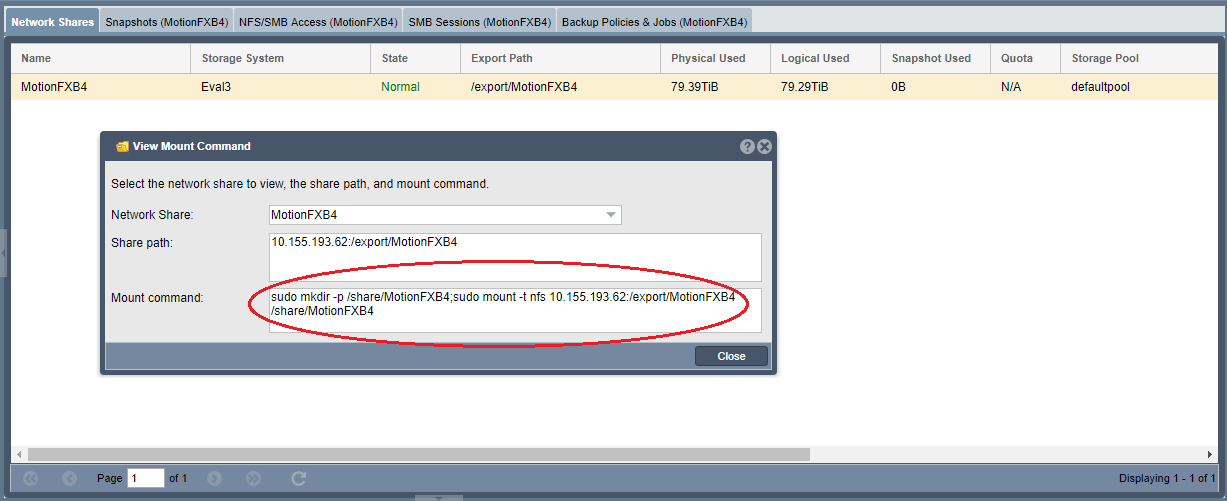 Network Shares Snapshots (MotionFXB4) NFS/SMB Access (MotionFXB4) SMB Sessions (MotionFXB4) Backup Policies & Jobs (MotionFXB4)
Name Storage System State Export Path Physical Used Logical Used Snapshot Used Quota Storage Pool
MotionFXB4 Eval3 Normal /export/MotionFXB4 79.39TiB 79.29TiB 0B N/A defaultpool
View Mount Command ?
Select the network share to view, the share path, and mount command.
Network Share: MotionFXB4
Share path: 10.155.193.62:/export/MotionFXB4
Mount command: sudo mkdir -p /share/MotionFXB4;sudo mount -t nfs 10.155.193.62:/export/MotionFXB4
/share/MotionFXB4
Close
Page 1 of 1 Displaying 1 - 1 of 1